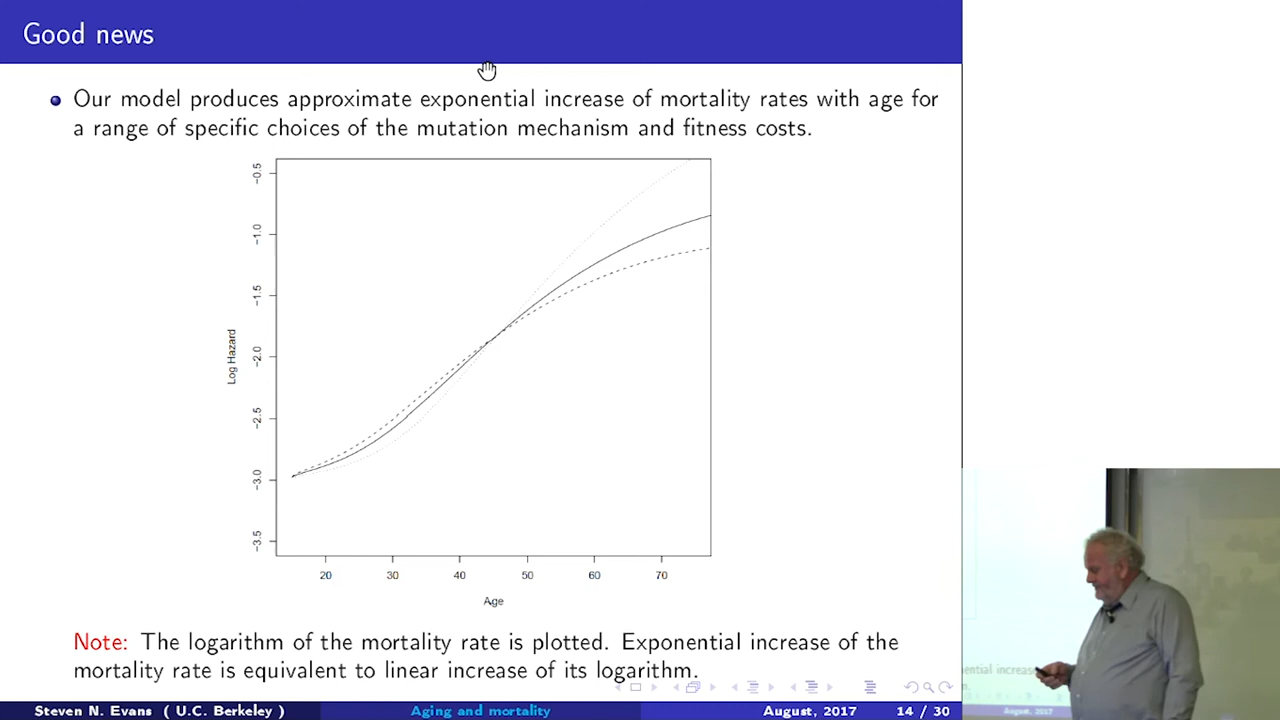 Good news
Our model produces approximate exponential increase of mortality rates with age for
a range of specific choices of the mutation mechanism and fitness costs.
-0.5
-1.0
-1.5
-2.0
-2.5
-3.0
-3.5
Log Hazard
20 30 40 50 60 70
Age
Note: The logarithm of the mortality rate is plotted. Exponential increase of the
mortality rate is equivalent to linear increase of its logarithm.
Steven N. Evans ( U.C. Berkeley ) Aging and mortality August, 2017 14 / 30
ential increase
August, 2017